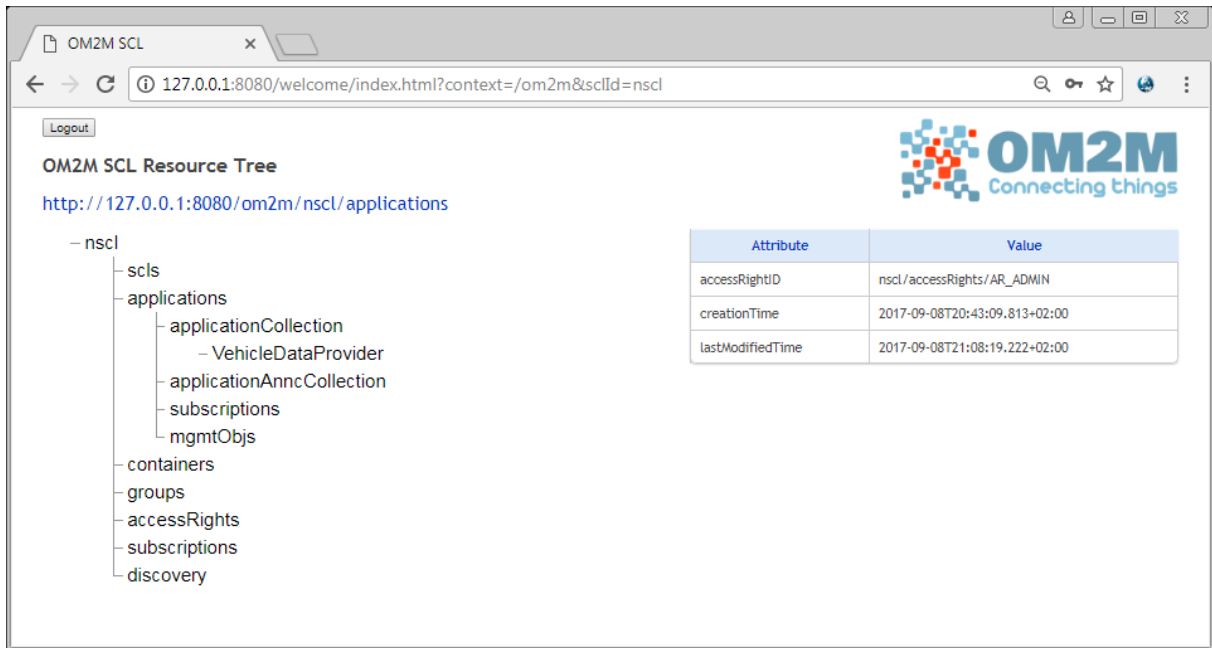 OM2M SCL
127.0.0.1:8080/welcome/index.html?context=/om2m&sclId=nscl
Logout
OM2M SCL Resource Tree
http://127.0.0.1:8080/om2m/nscl/applications
OM2M
Connecting things
nscl
scls
applications
applicationCollection
VehicleDataProvider
applicationAnncCollection
subscriptions
mgmtObjs
containers
groups
accessRights
subscriptions
discovery
Attribute Value
accessRightID nscl/accessRights/AR_ADMIN
creationTime 2017-09-08T20:43:09.813+02:00
lastModifiedTime 2017-09-08T21:08:19.222+02:00